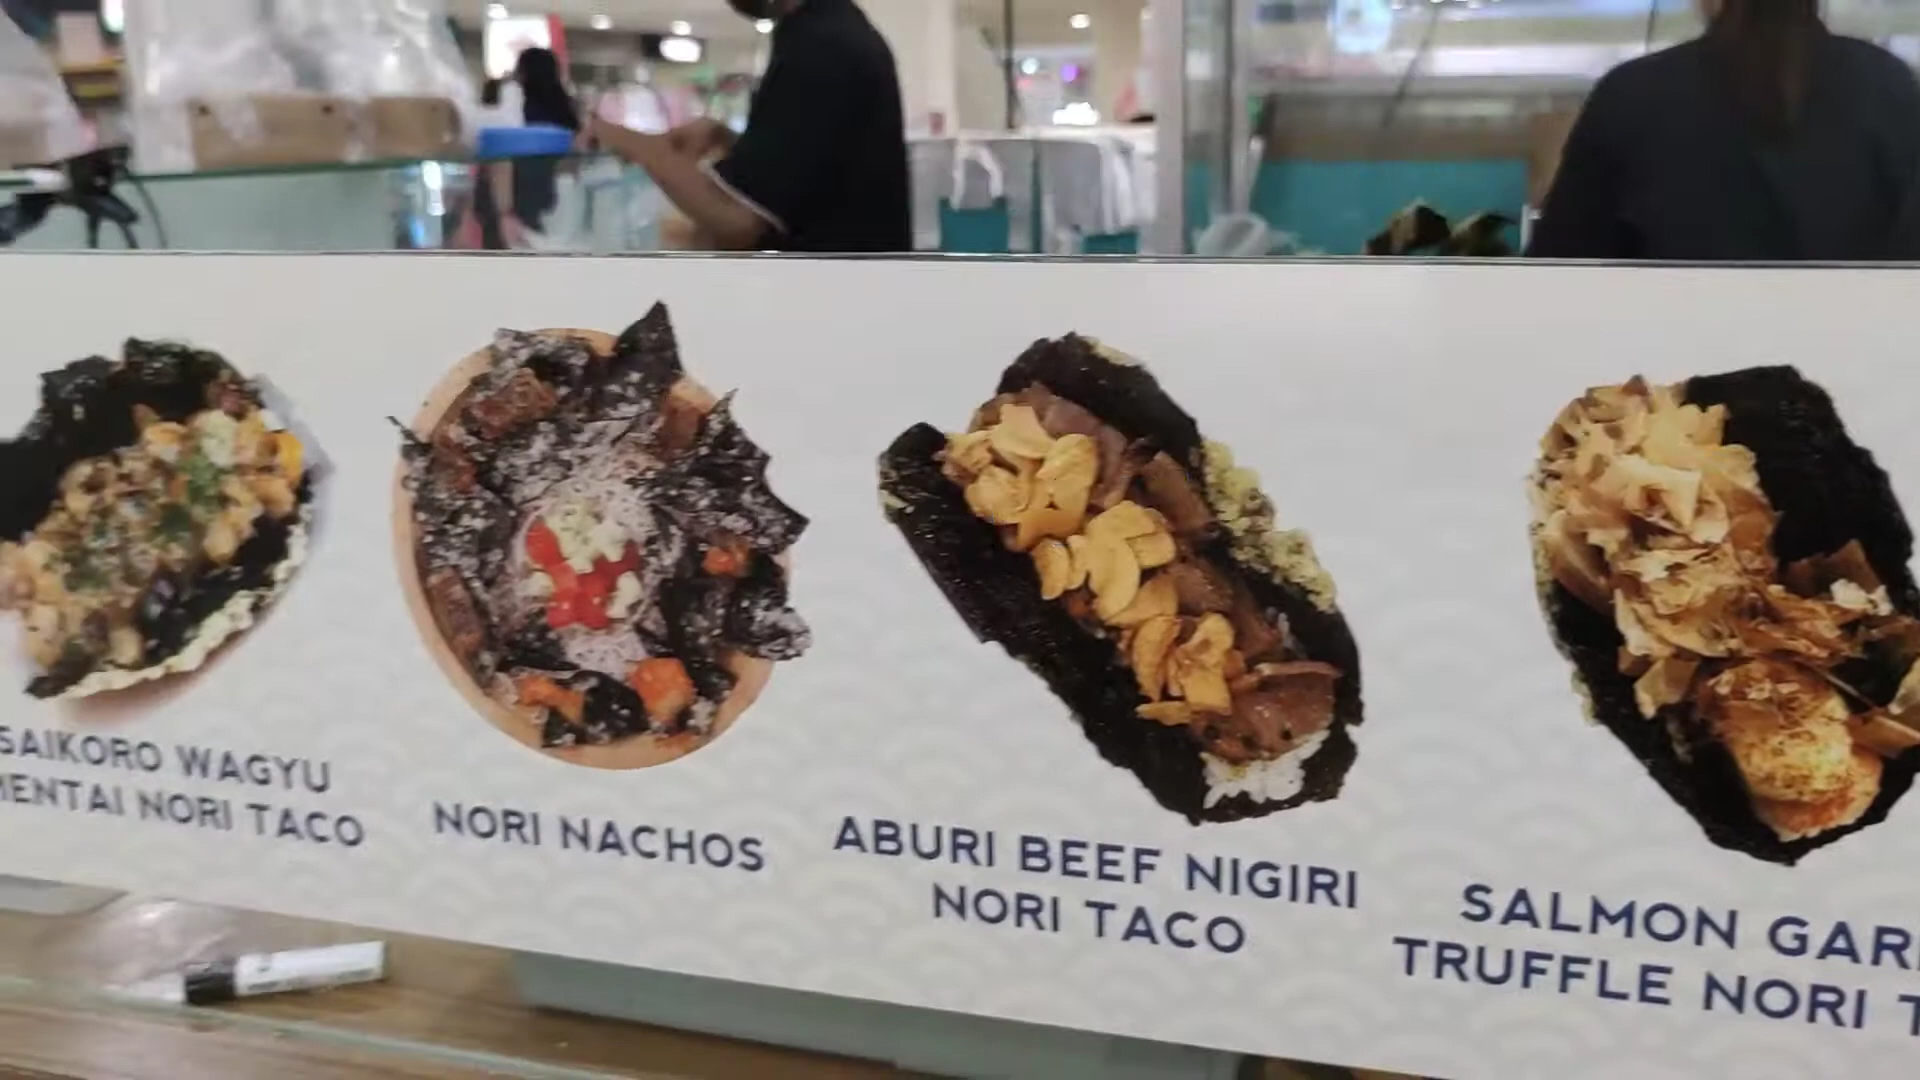 SAIKORO WAGYU
MENTAI NORI TACO
NORI NACHOS
ABURI BEEF NIGIRI
NORI TACO
SALMON GAR
TRUFFLE NORI T